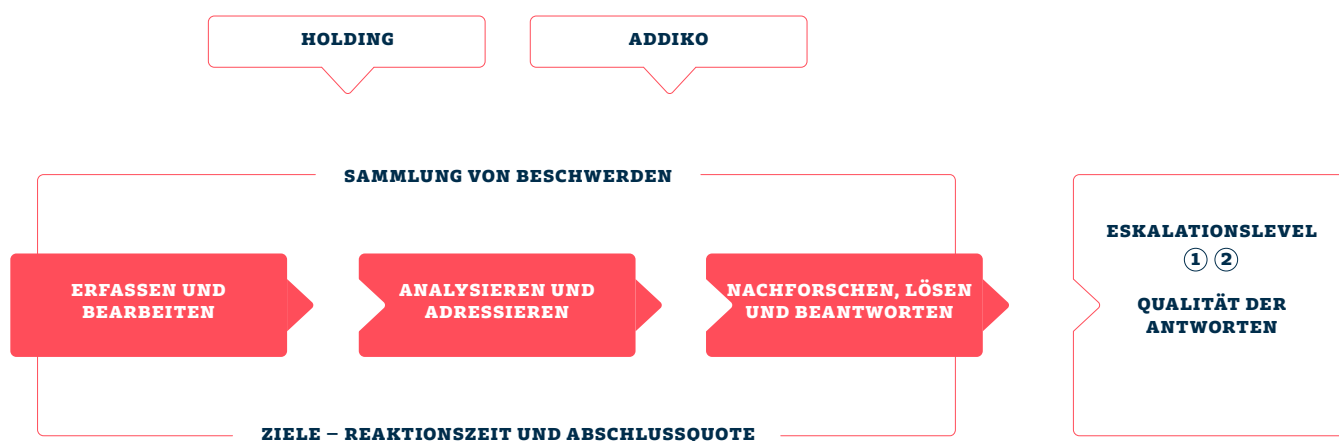 HOLDING
ADDIKO
SAMMLUNG VON BESCHWERDEN
ERFASSEN UND
BEARBEITEN
ANALYSIEREN UND
ADRESSIEREN
NACHFORSCHEN, LÖSEN
UND BEANTWORTEN
ZIELE – REAKTIONSZEIT UND ABSCHLUSSQUOTE
ESKALATIONSLEVEL
1 2
QUALITÄT DER
ANTWORTEN